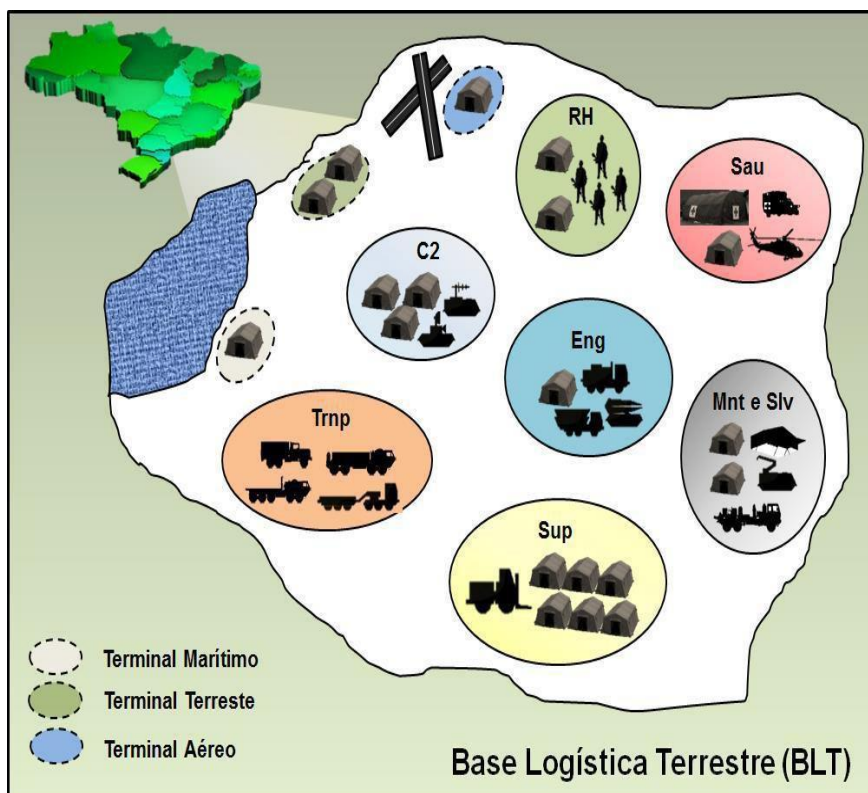 RH
Sau
C2
Eng
Mnt e Slv
Trnp
Sup
Terminal Marítimo
Terminal Terreste
Terminal Aéreo
Base Logística Terrestre (BLT)